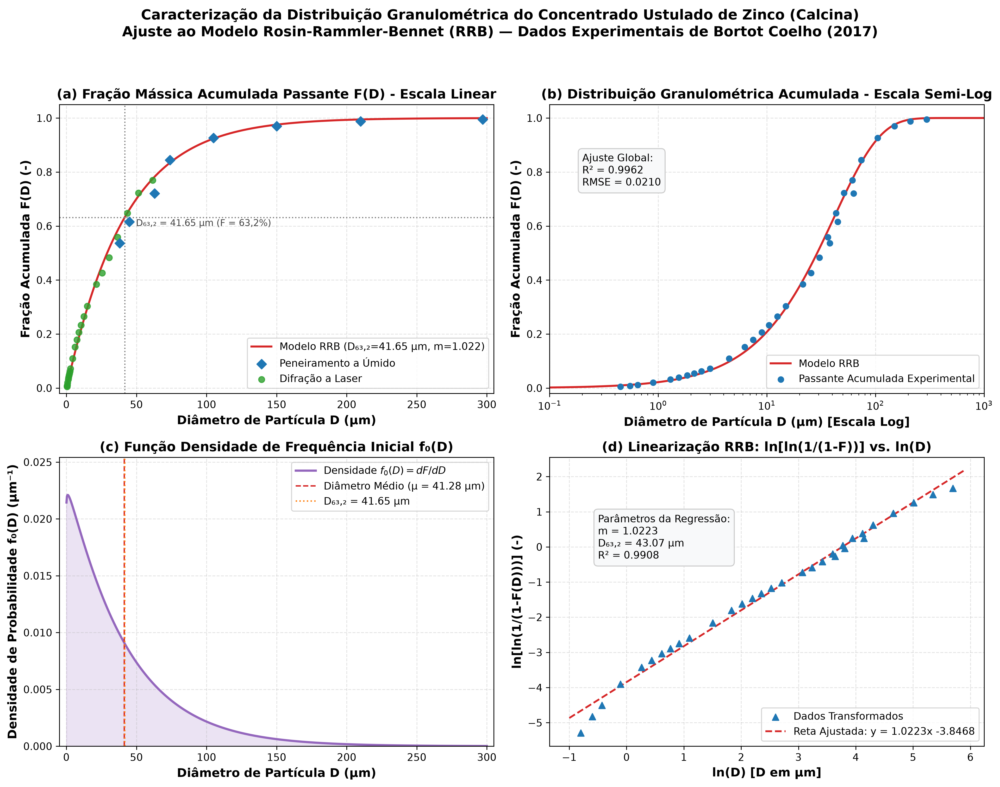 Caracterização da Distribuição Granulométrica do Concentrado Ustulado de Zinco (Calcina)
Ajuste ao Modelo Rosin-Rammler-Bennet (RRB) — Dados Experimentais de Bortot Coelho (2017)
(a) Fração Mássica Acumulada Passante F(D) - Escala Linear
Fração Acumulada F(D) (-)
1.0
0.8
0.6
0.4
0.2
0.0
D₆₃,₂ = 41.65 µm (F = 63,2%)
Modelo RRB (D₆₃,₂=41.65 µm, m=1.022)
Peneiramento a Úmido
Difração a Laser
0 50 100 150 200 250 300
Diâmetro de Partícula D (µm)
(b) Distribuição Granulométrica Acumulada - Escala Semi-Log
Fração Acumulada F(D) (-)
1.0
0.8
0.6
0.4
0.2
0.0
Ajuste Global:
R² = 0.9962
RMSE = 0.0210
Modelo RRB
Passante Acumulada Experimental
10⁻¹ 10⁰ 10¹ 10² 10³
Diâmetro de Partícula D (µm) [Escala Log]
(c) Função Densidade de Frequência Inicial f₀(D)
Densidade de Probabilidade f₀(D) (µm⁻¹)
0.025
0.020
0.015
0.010
0.005
0.000
Densidade f₀(D) = dF/dD
Diâmetro Médio (µ = 41.28 µm)
D₆₃,₂ = 41.65 µm
0 50 100 150 200 250 300
Diâmetro de Partícula D (µm)
(d) Linearização RRB: ln[ln(1/(1-F))] vs. ln(D)
ln[ln(1/(1-F(D)))] (-)
2
1
0
−1
−2
−3
−4
−5
Parâmetros da Regressão:
m = 1.0223
D₆₃,₂ = 43.07 µm
R² = 0.9908
Dados Transformados
Reta Ajustada: y = 1.0223x -3.8468
−1 0 1 2 3 4 5 6
ln(D) [D em µm]